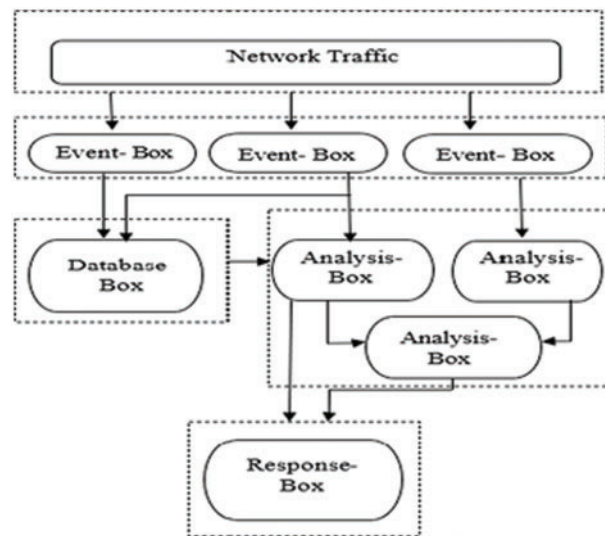 Network Traffic
Event- Box
Event- Box
Event- Box
Database
Box
Analysis-
Box
Analysis-
Box
Analysis-
Box
Response-
Box